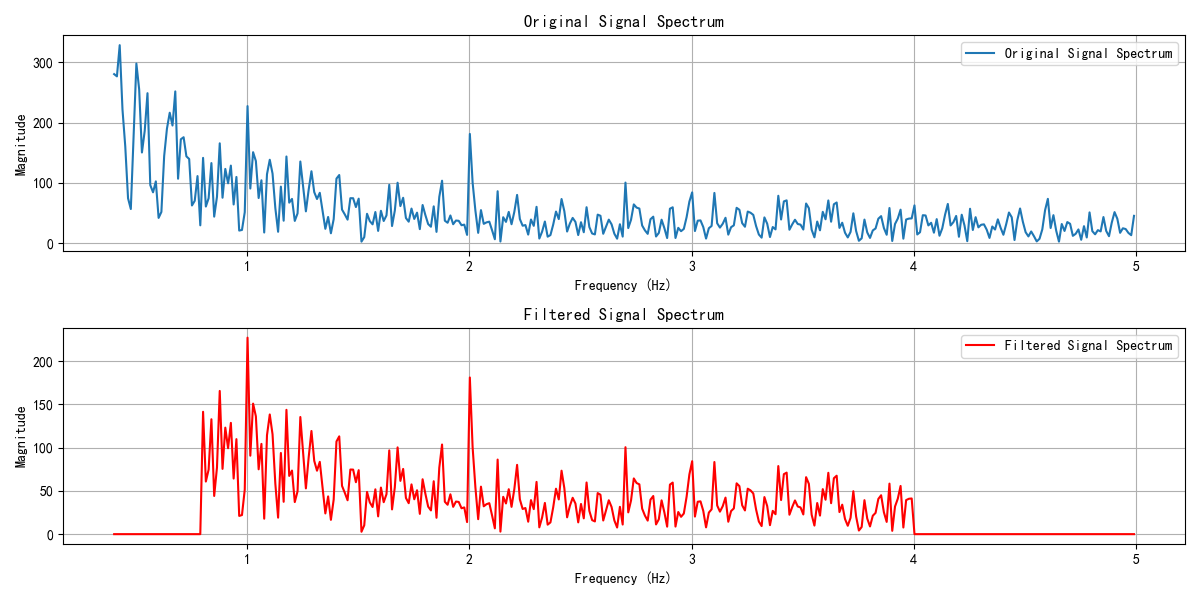 Original Signal Spectrum
Original Signal Spectrum
Magnitude
300
200
100
0
1 2 3 4 5
Frequency (Hz)
Filtered Signal Spectrum
Filtered Signal Spectrum
Magnitude
200
150
100
50
0
1 2 3 4 5
Frequency (Hz)